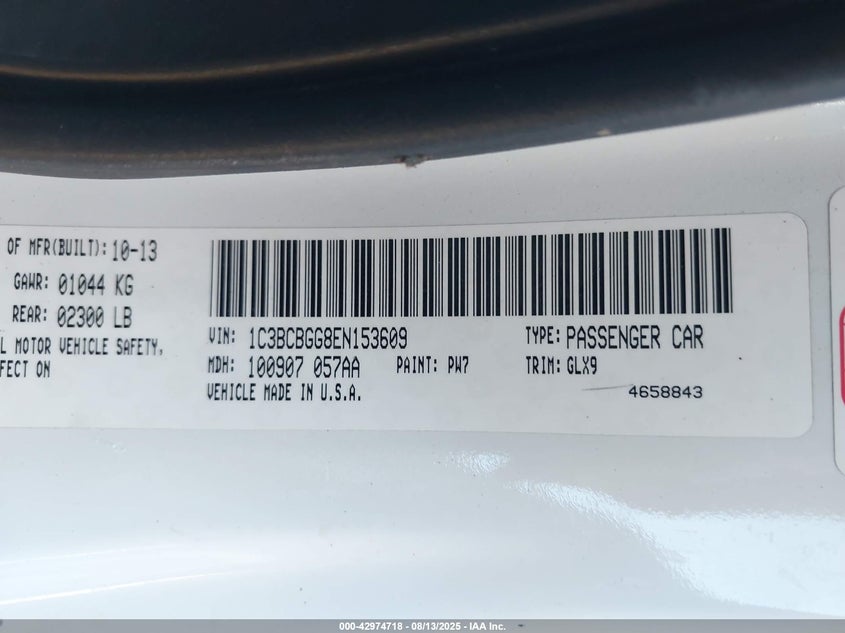 OF MFR(BUILT): 10-13
GAWR: 01044 KG
REAR: 02300 LB
L MOTOR VEHICLE SAFETY,
FECT ON
VIN: 1C3BCBGG8EN153609 TYPE: PASSENGER CAR
MDH: 100907 057AA PAINT: PW7 TRIM: GLX9
VEHICLE MADE IN U.S.A. 4658843
000-42974718 - 08/13/2025 - IAA Inc.